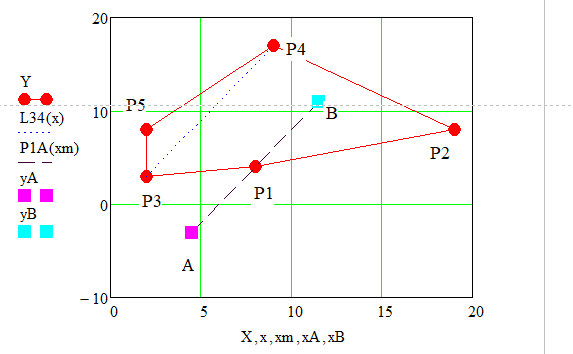 20
P4
Y
P5
10
B
L34(x)
P1A(xm)
P2
yA
P3
P1
0
yB
A
−10
0 5 10 15 20
X,x,xm,xA,xB